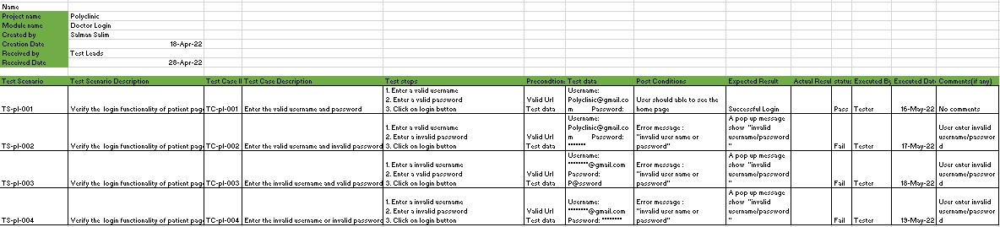 Name
Project name Polyclinic
Module name Doctor Login
Created by Salman Salim
Creation Date 18-Apr-22
Received by Test Leads
Received Date 28-Apr-22
Test Scenario Test Scenario Description Test Case I Test Case Description Test steps Precondtion: Test data Post Conditions Expected Result Actual Resul status Executed By Executed Date Comments(if any)
TS-pl-001 Verify the login functionality of patient pag TC-pl-001 Enter the valid username and password
1. Enter a valid username
2. Enter a valid password
3. Click on login button
Valid Url
Test data
Username:
Polyclinic@gmail.co
m Password:
User should able to see the
home page
Successful Login
Pass Tester 16-May-22 No comments
TS-pl-002 Verify the login functionality of patient pag TC-pl-002 Enter the valid username and invalid password
1. Enter a valid username
2. Enter a invalid password
3. Click on login button
Valid Url
Test data
Username:
Polyclinic@gmail.co
m Password:
*******
Error message :
"invalid user name or
password"
A pop up message
show "invalid
username/password
"
Fail Tester 17-May-22
User enter invalid
username/passwor
d
TS-pl-003 Verify the login functionality of patient pag TC-pl-003 Enter the invalid username and valid password
1. Enter a invalid username
2. Enter a valid password
3. Click on login button
Valid Url
Test data
Username:
********@gmail.com
Password:
P@ssword
Error message :
"invalid user name or
password"
A pop up message
show "invalid
username/password
"
Fail Tester 18-May-22
User enter invalid
username/passwor
d
TS-pl-004 Verify the login functionality of patient pag TC-pl-004 Enter the invalid username or invalid password
1. Enter a invalid username
2. Enter a invalid password
3. Click on login button
Valid Url
Test data
Username:
********@gmail.com
Password: ********
Error message :
"invalid user name or
password"
A pop up message
show "invalid
username/password
"
Fail Tester 19-May-22
User enter invalid
username/passwor
d